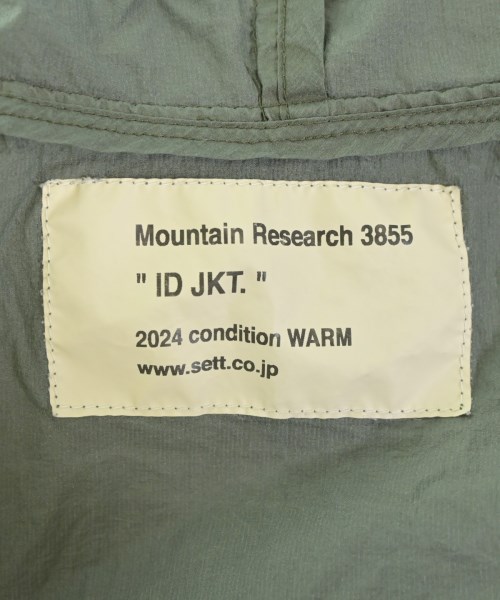 Mountain Research 3855
" ID JKT. "
2024 condition WARM
www.sett.co.jp